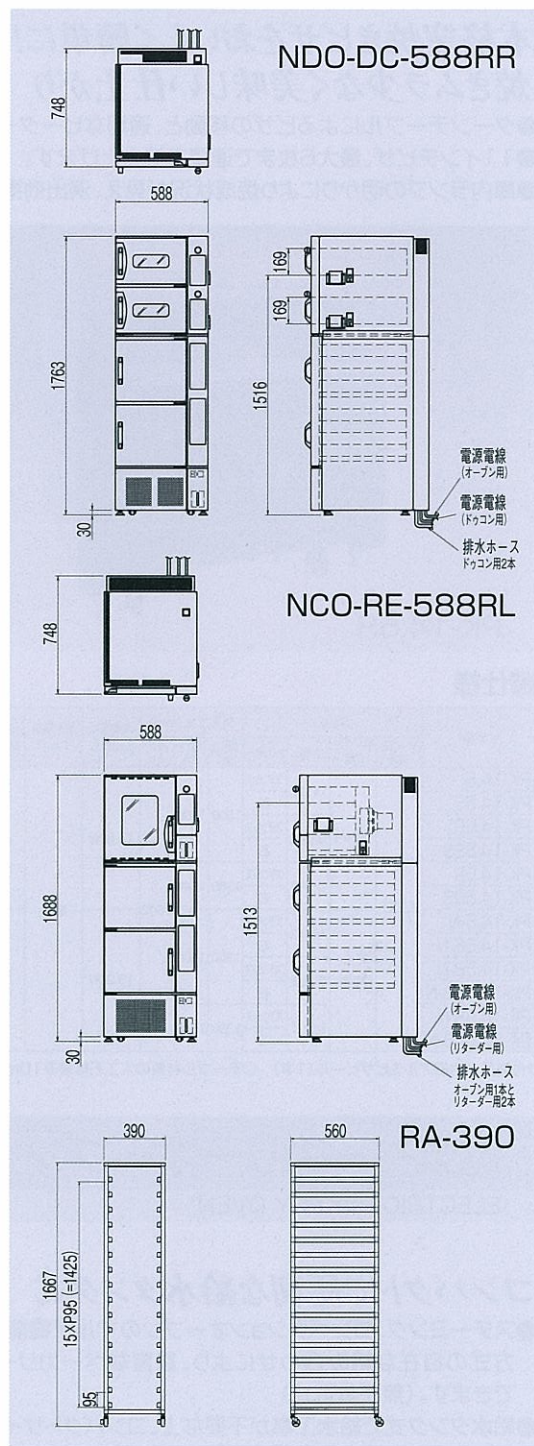 NDO-DC-588RR
748
588
169
169
1763
1516
30
電源電線
(オーブン用)
電源電線
(ドゥコン用)
排水ホース
ドゥコン用2本
NCO-RE-588RL
748
588
1688
1513
30
電源電線
(オーブン用)
電源電線
(リターダー用)
排水ホース
オーブン用1本と
リターダー用2本
RA-390
390
560
1667
15×P95 (=1425)
95